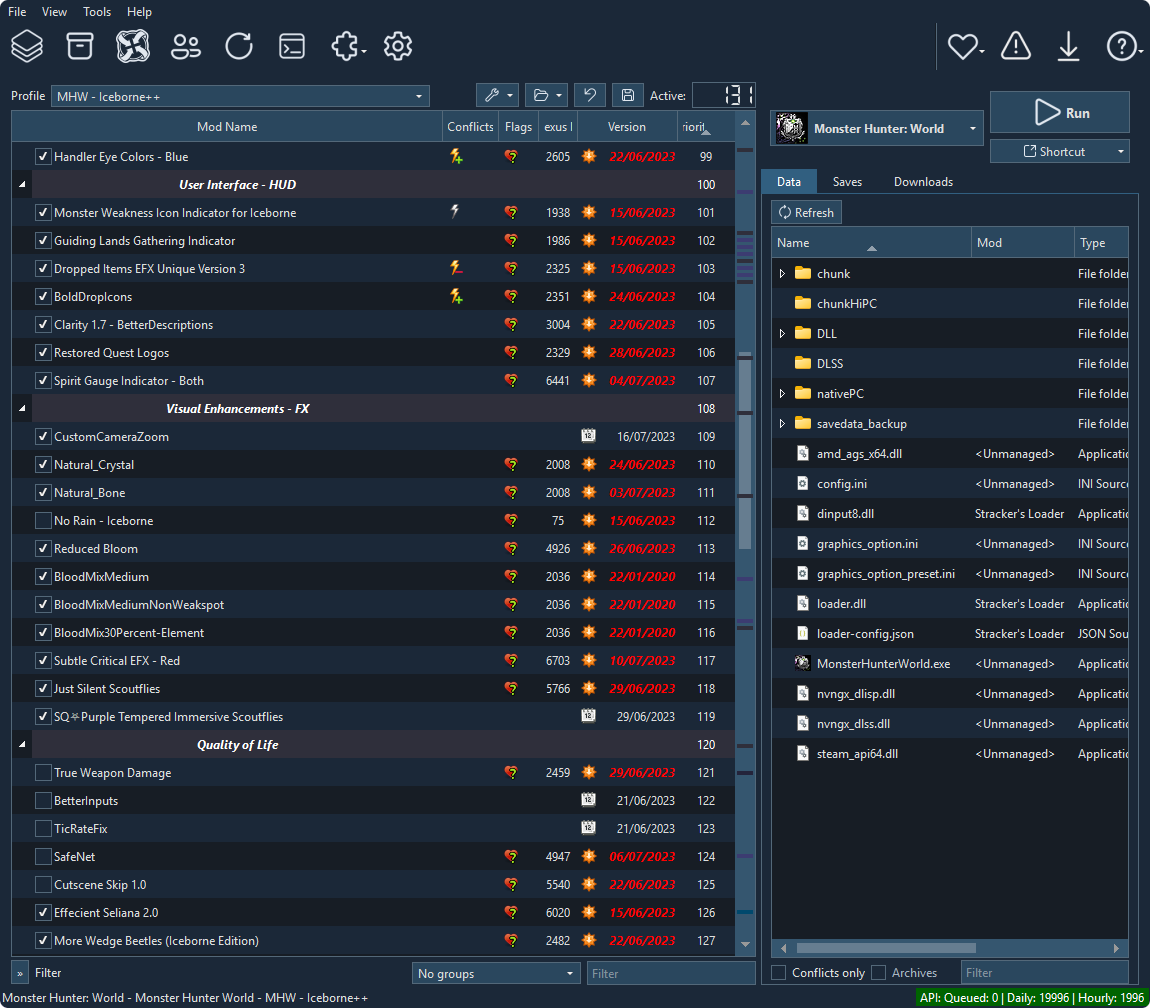 File View Tools Help
Profile MHW - Iceborne++ Active: 131
Mod Name Conflicts Flags exus I Version riorit
Handler Eye Colors - Blue 2605 22/06/2023 99
User Interface - HUD 100
Monster Weakness Icon Indicator for Iceborne 1938 15/06/2023 101
Guiding Lands Gathering Indicator 1986 15/06/2023 102
Dropped Items EFX Unique Version 3 2325 15/06/2023 103
BoldDropIcons 2351 24/06/2023 104
Clarity 1.7 - BetterDescriptions 3004 22/06/2023 105
Restored Quest Logos 2329 28/06/2023 106
Spirit Gauge Indicator - Both 6441 04/07/2023 107
Visual Enhancements - FX 108
CustomCameraZoom 16/07/2023 109
Natural_Crystal 2008 24/06/2023 110
Natural_Bone 2008 03/07/2023 111
No Rain - Iceborne 75 15/06/2023 112
Reduced Bloom 4926 26/06/2023 113
BloodMixMedium 2036 22/01/2020 114
BloodMixMediumNonWeakspot 2036 22/01/2020 115
BloodMix30Percent-Element 2036 22/01/2020 116
Subtle Critical EFX - Red 6703 10/07/2023 117
Just Silent Scoutflies 5766 29/06/2023 118
SQ⛧Purple Tempered Immersive Scoutflies 29/06/2023 119
Quality of Life 120
True Weapon Damage 2459 29/06/2023 121
BetterInputs 21/06/2023 122
TicRateFix 21/06/2023 123
SafeNet 4947 06/07/2023 124
Cutscene Skip 1.0 5540 22/06/2023 125
Effecient Seliana 2.0 6020 15/06/2023 126
More Wedge Beetles (Iceborne Edition) 2482 22/06/2023 127
» Filter No groups Filter
Monster Hunter: World Run
Shortcut
Data Saves Downloads
Refresh
Name Mod Type
chunk File folder
chunkHiPC File folder
DLL File folder
DLSS File folder
nativePC File folder
savedata_backup File folder
amd_ags_x64.dll <Unmanaged> Applicatio
config.ini <Unmanaged> INI Source
dinput8.dll Stracker's Loader Applicatio
graphics_option.ini <Unmanaged> INI Source
graphics_option_preset.ini <Unmanaged> INI Source
loader.dll Stracker's Loader Applicatio
loader-config.json Stracker's Loader JSON Sou
MonsterHunterWorld.exe <Unmanaged> Applicatio
nvngx_dlisp.dll <Unmanaged> Applicatio
nvngx_dlss.dll <Unmanaged> Applicatio
steam_api64.dll <Unmanaged> Applicatio
Conflicts only Archives Filter
Monster Hunter: World - Monster Hunter World - MHW - Iceborne++ API: Queued: 0 | Daily: 19996 | Hourly: 1996